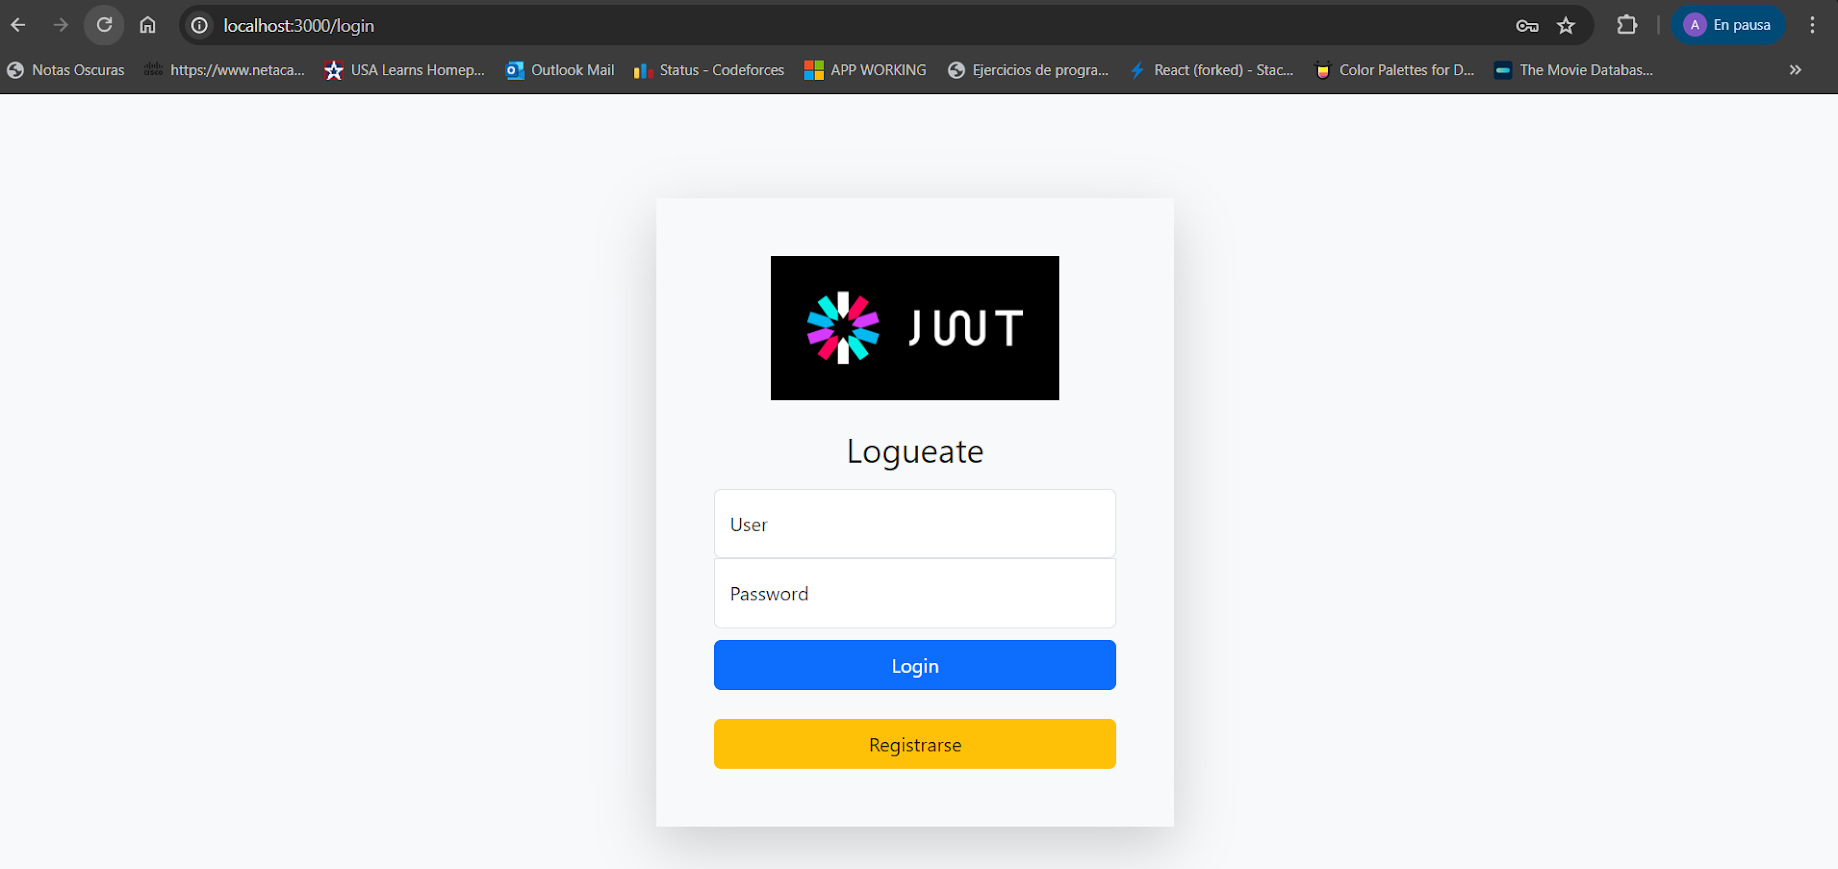 localhost:3000/login
A En pausa
Notas Oscuras
cisco https://www.netaca...
USA Learns Homep...
Outlook Mail
Status - Codeforces
APP WORKING
Ejercicios de progra...
React (forked) - Stac...
Color Palettes for D...
The Movie Databas...
JWT
Logueate
User
Password
Login
Registrarse